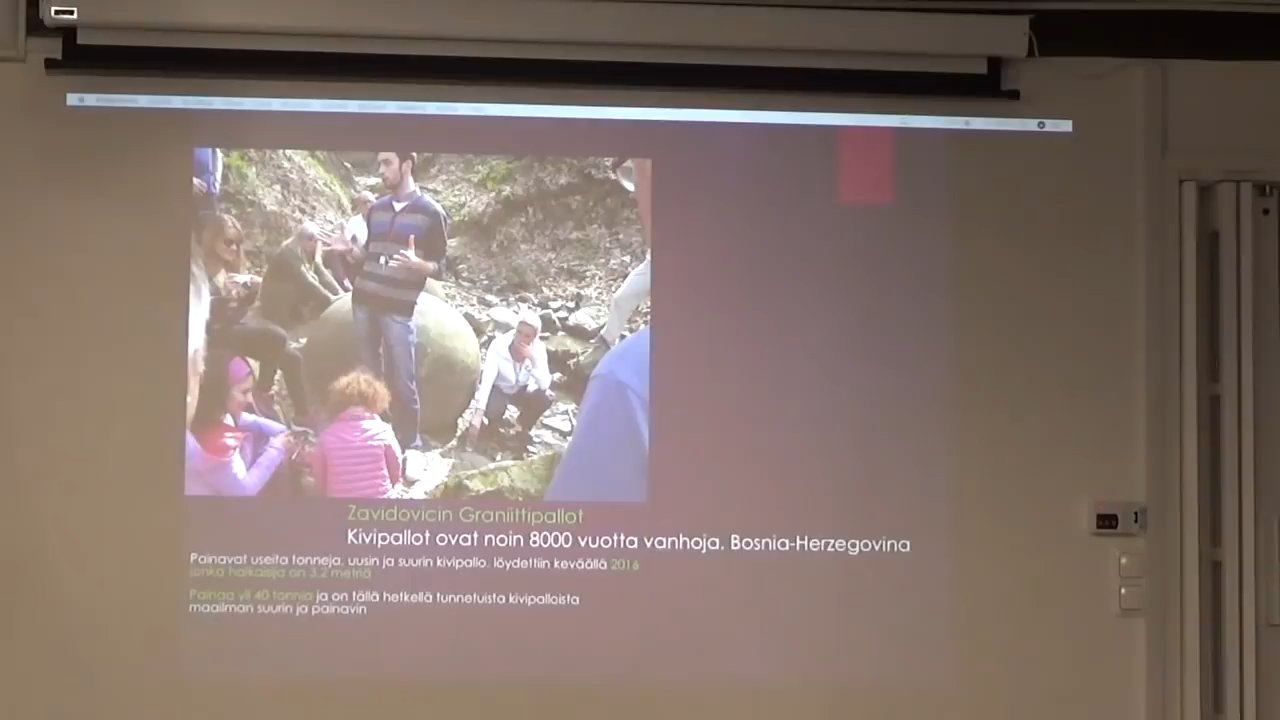 Zavidovicin Graniittipallot
Kivipallot ovat noin 8000 vuotta vanhoja. Bosnia-Herzegovina
Painavat useita tonneja, uusin ja suurin kivipallo, löydettiin keväällä 2016
jonka halkaisija on 3.2 metriä
Painaa yli 40 tonnia ja on tällä hetkellä tunnetuista kivipalloista
maailman suurin ja painavin